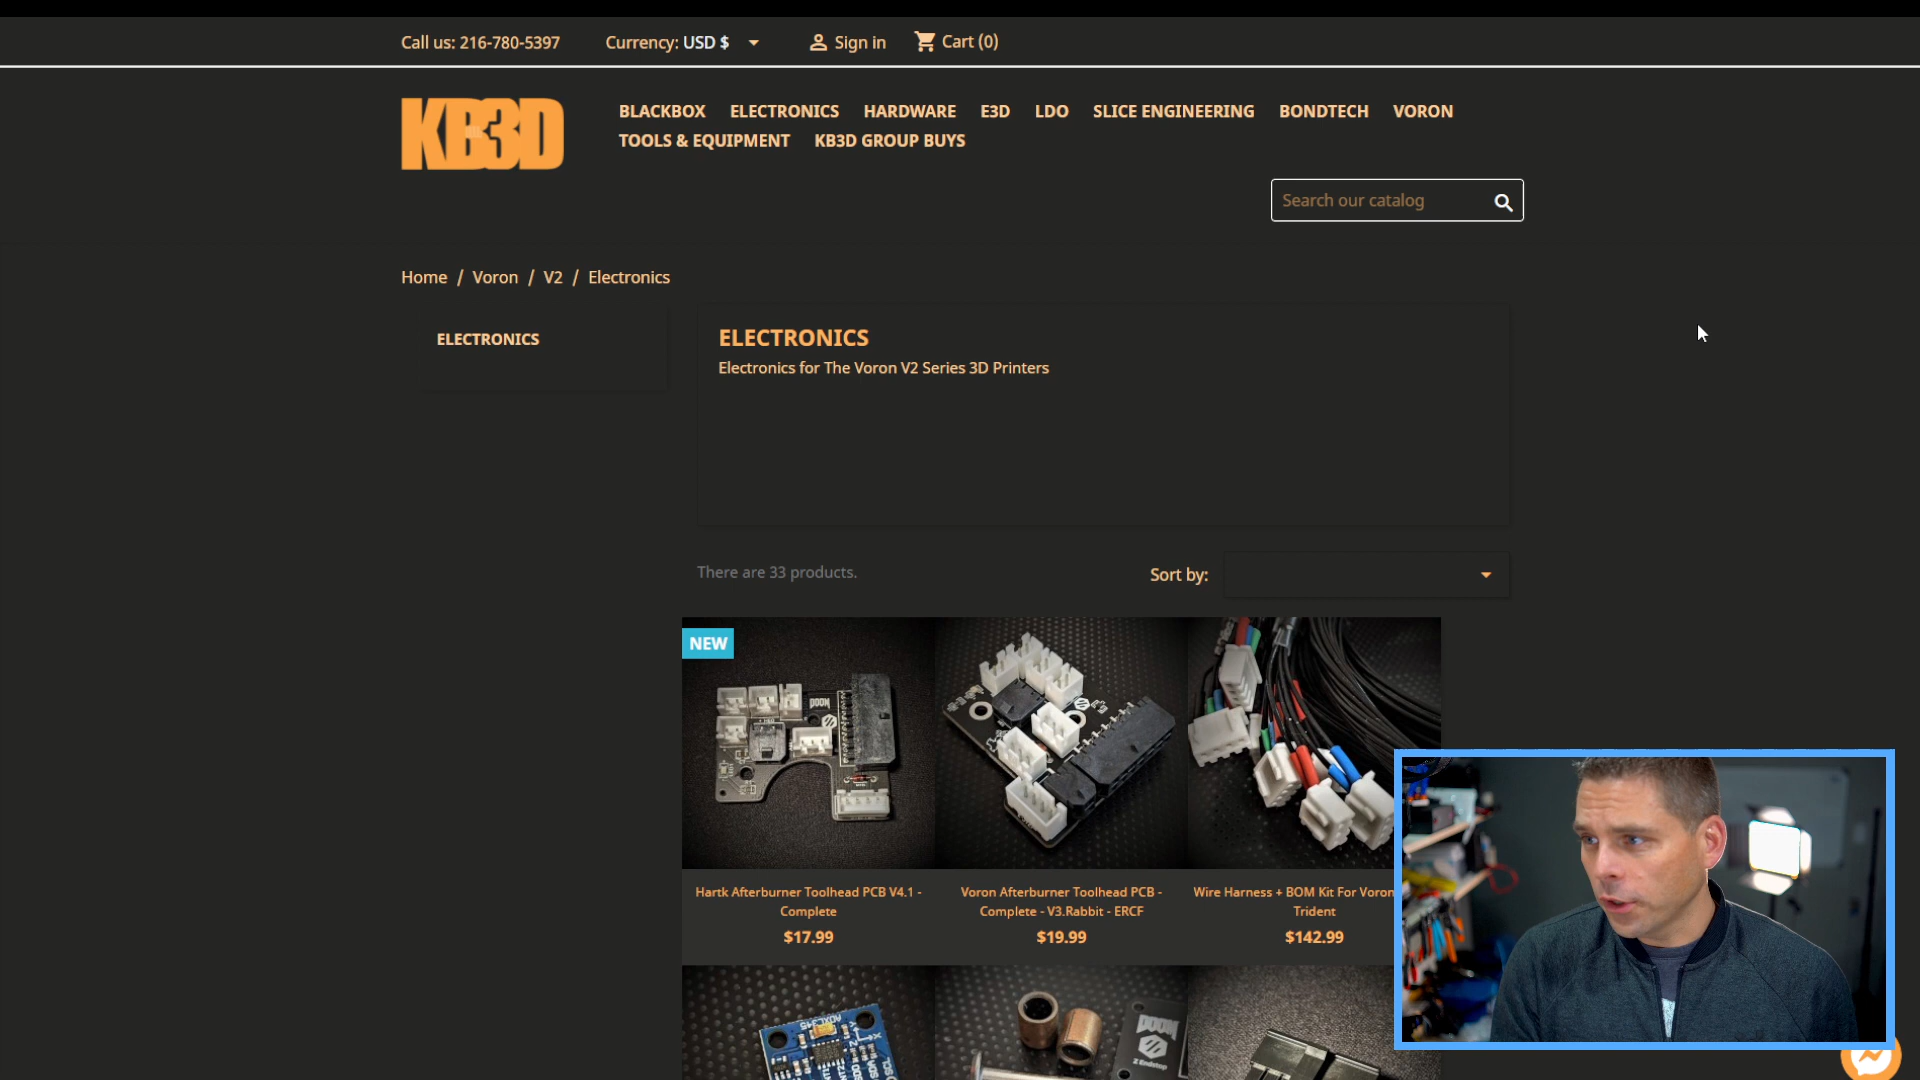 Call us: 216-780-5397
Currency: USD $
Sign in
Cart (0)
KB3D
BLACKBOX ELECTRONICS HARDWARE E3D LDO SLICE ENGINEERING BONDTECH VORON
TOOLS & EQUIPMENT KB3D GROUP BUYS
Search our catalog
Home / Voron / V2 / Electronics
ELECTRONICS
ELECTRONICS
Electronics for The Voron V2 Series 3D Printers
There are 33 products.
Sort by:
NEW
DOOM
Hartk Afterburner Toolhead PCB V4.1 -
Complete
$17.99
Voron Afterburner Toolhead PCB -
Complete - V3.Rabbit - ERCF
$19.99
Wire Harness + BOM Kit For Voron
Trident
$142.99
ADXL345
DOOM
Z Endstop